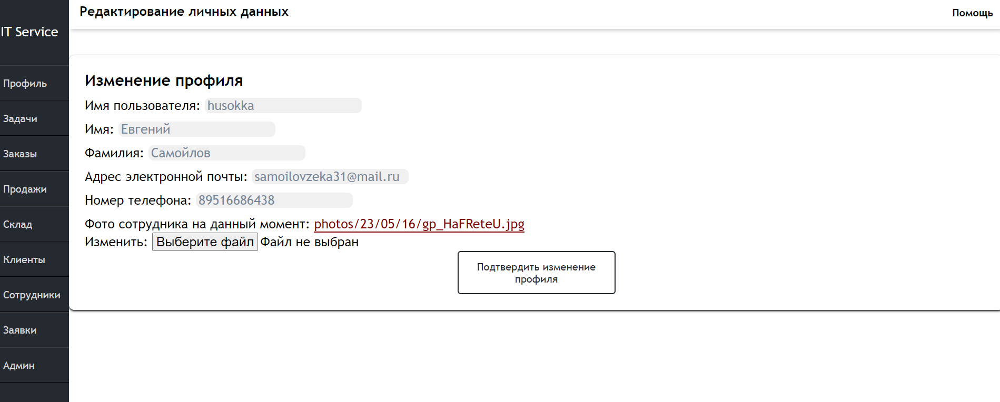 IT Service
Профиль
Задачи
Заказы
Продажи
Склад
Клиенты
Сотрудники
Заявки
Админ
Редактирование личных данных
Помощь
Изменение профиля
Имя пользователя: husokka
Имя: Евгений
Фамилия: Самойлов
Адрес электронной почты: samoilovzeka31@mail.ru
Номер телефона: 89516686438
Фото сотрудника на данный момент: photos/23/05/16/gp_HaFReteU.jpg
Изменить: Выберите файл Файл не выбран
Подтвердить изменение
профиля